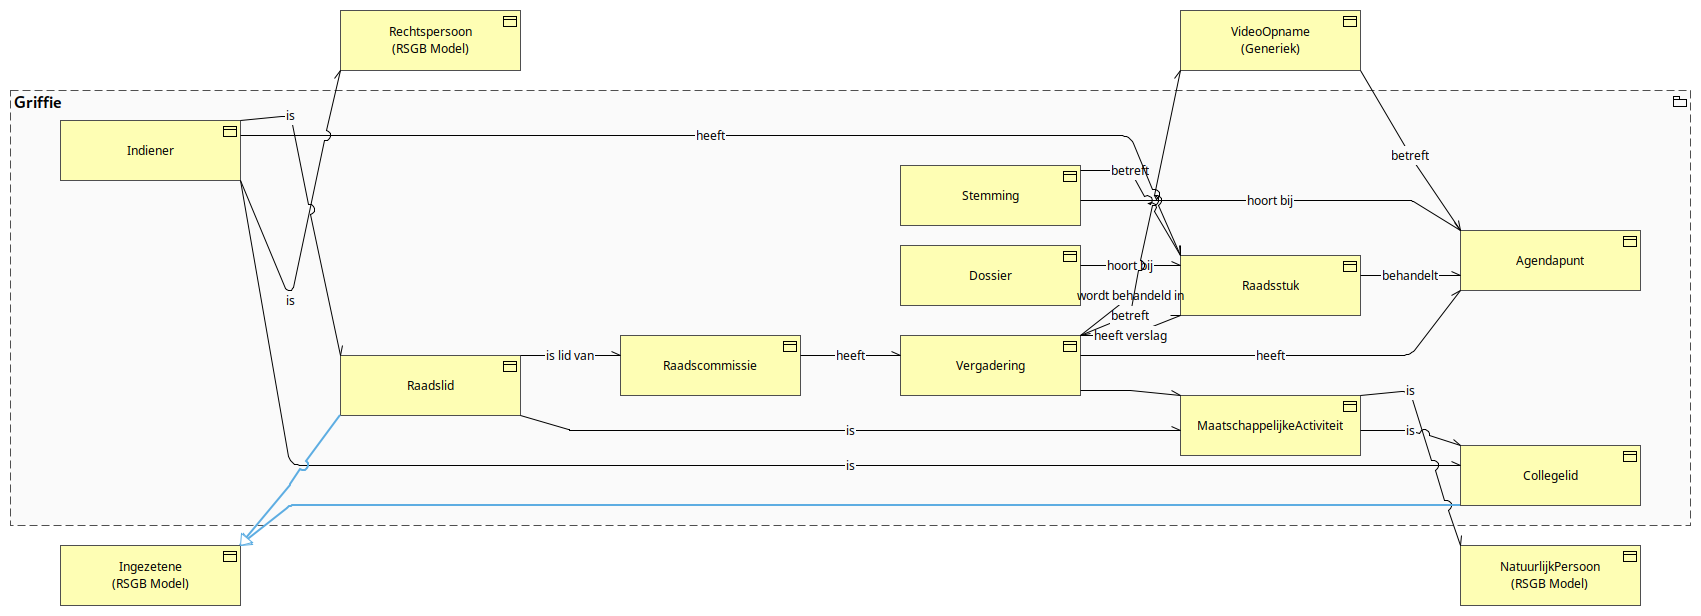 Rechtspersoon
(RSGB Model)
VideoOpname
(Generiek)
Griffie
is
Indiener
heeft
betreft
betreft
Stemming
hoort bij
Dossier
hoort bij
Agendapunt
Raadsstuk
behandelt
wordt behandeld in
is
betreft
heeft verslag
Raadslid
is lid van
Raadscommissie
heeft
Vergadering
heeft
is
MaatschappelijkeActiviteit
is
is
is
Collegelid
Ingezetene
(RSGB Model)
NatuurlijkPersoon
(RSGB Model)